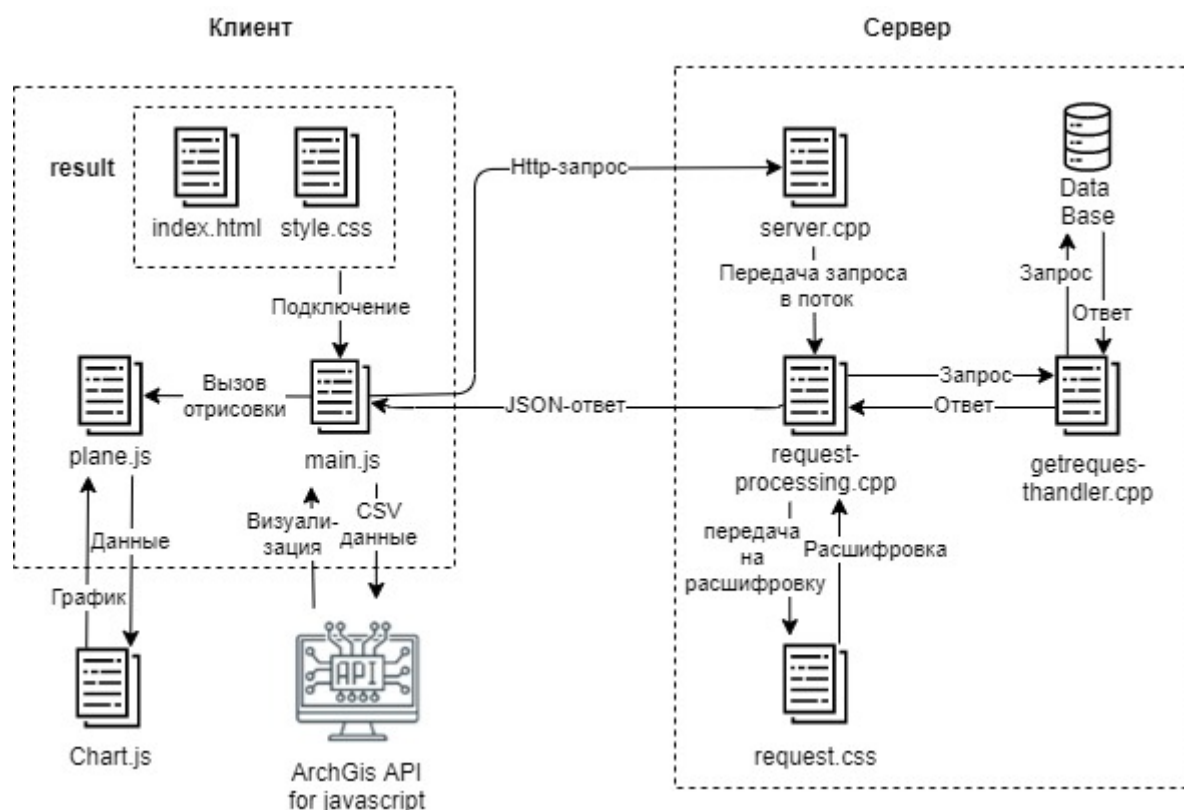 Клиент
Сервер
result
index.html
style.css
Http-запрос
server.cpp
Data
Base
Подключение
Передача запроса
в поток
Запрос
Ответ
Вызов
отрисовки
plane.js
main.js
JSON-ответ
Запрос
Ответ
request-
processing.cpp
getreques-
thandler.cpp
Данные
График
Визуали-
зация
CSV
данные
передача
на
расшифровку
Расшифровка
Chart.js
API
ArchGis API
for javascript
request.css